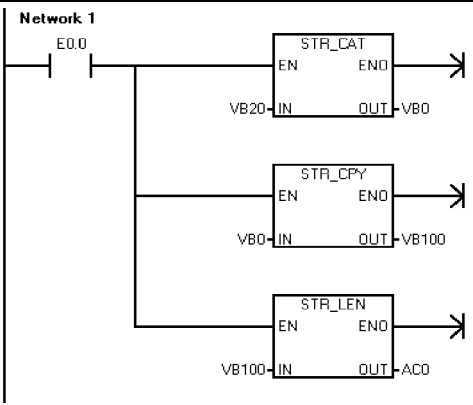 Network 1
E0.0
STR_CAT
EN ENO
VB20 IN OUT VB0
STR_CPY
EN ENO
VB0 IN OUT VB100
STR_LEN
EN ENO
VB100 IN OUT AC0